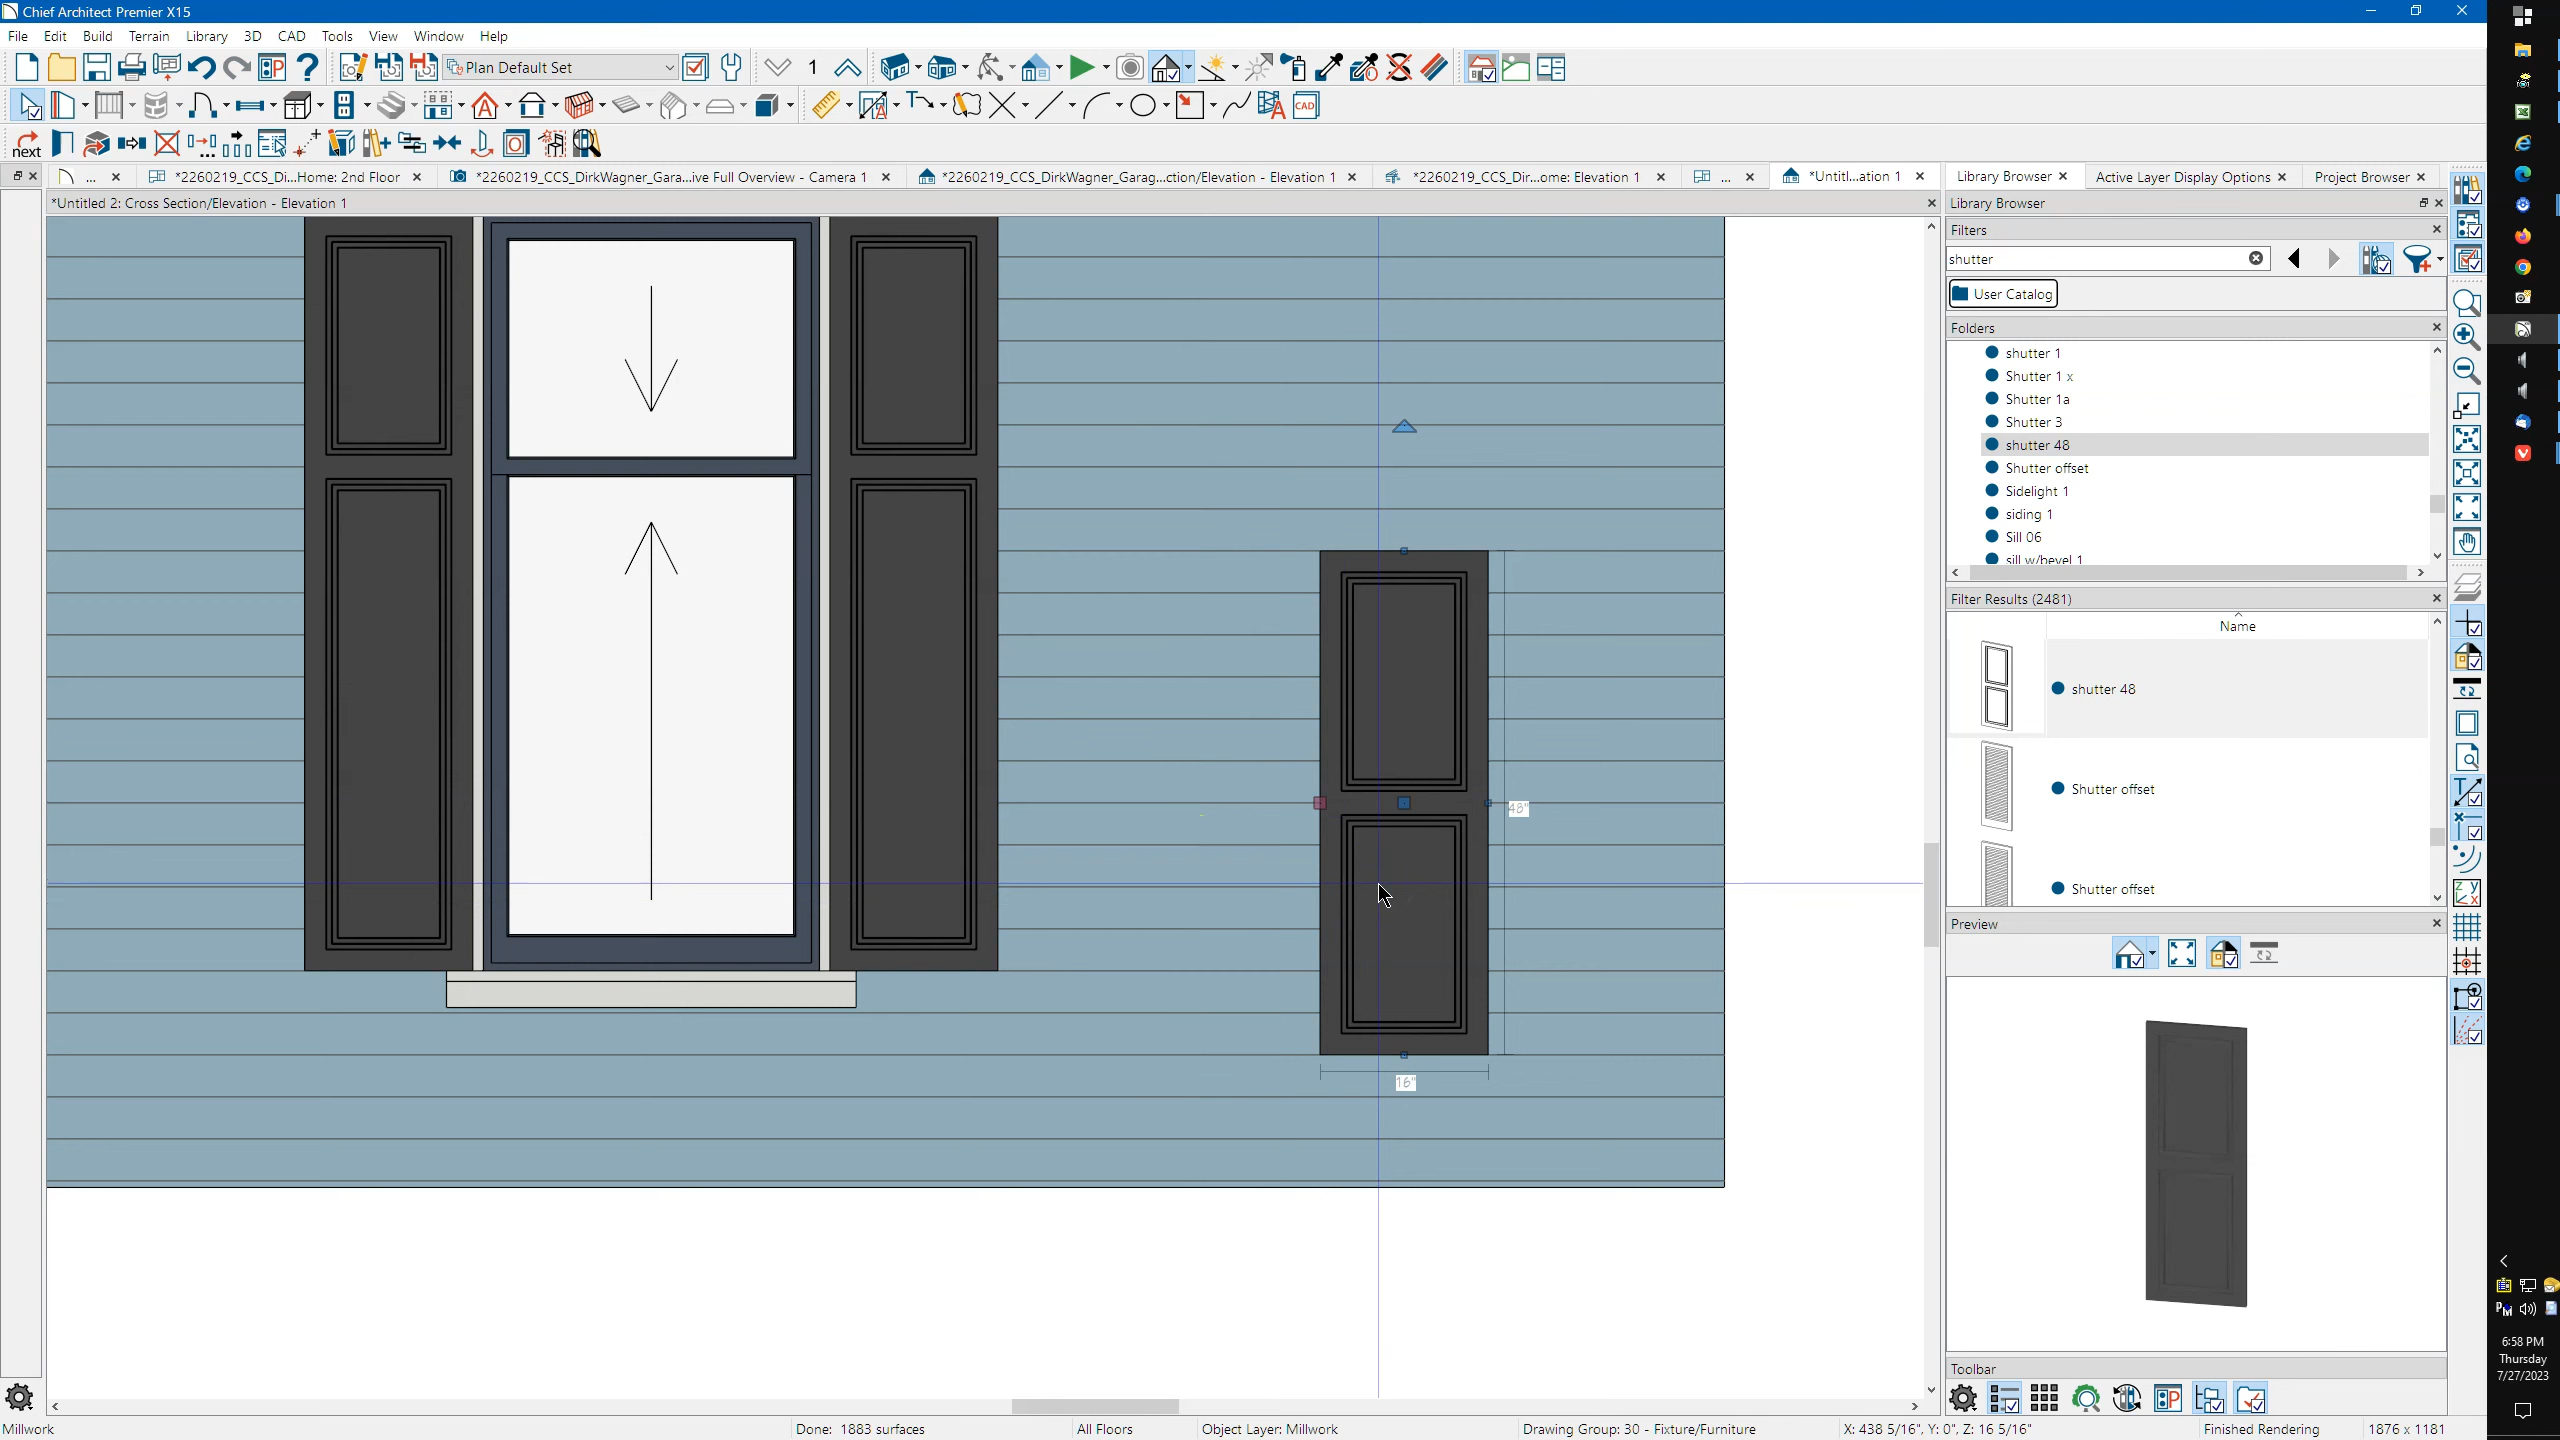 Chief Architect Premier X15
File Edit Build Terrain Library 3D CAD Tools View Window Help
Plan Default Set
1
A
CAD
next
...
*2260219_CCS_Di...Home: 2nd Floor
*2260219_CCS_DirkWagner_Gara...ive Full Overview - Camera 1
*2260219_CCS_DirkWagner_Garag...ction/Elevation - Elevation 1
*2260219_CCS_Dir...ome: Elevation 1
...
*Untitl...ation 1
Library Browser
Active Layer Display Options
Project Browser
*Untitled 2: Cross Section/Elevation - Elevation 1
Library Browser
Filters
shutter
User Catalog
Folders
shutter 1
Shutter 1 x
Shutter 1a
Shutter 3
shutter 48
Shutter offset
Sidelight 1
siding 1
Sill 06
sill w/bevel 1
Filter Results (2481)
Name
shutter 48
Shutter offset
Shutter offset
Preview
48"
16"
Toolbar
6:58 PM
Thursday
7/27/2023
Millwork
Done: 1883 surfaces
All Floors
Object Layer: Millwork
Drawing Group: 30 - Fixture/Furniture
X: 438 5/16", Y: 0", Z: 16 5/16"
Finished Rendering
1876 x 1181